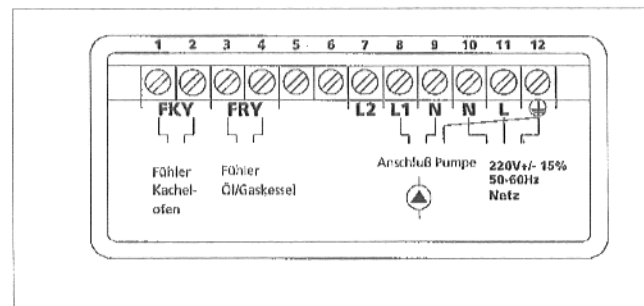 1 2 3 4 5 6 7 8 9 10 11 12
FKY FRY L2 L1 N N L
Fühler
Kachel-
ofen
Fühler
Öl/Gaskessel
Anschluß Pumpe
220V+/- 15%
50-60Hz
Netz